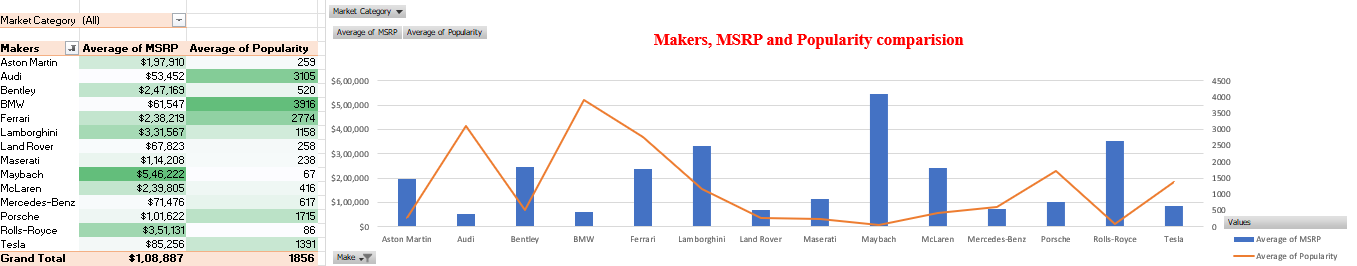 Market Category (All)
Makers Average of MSRP Average of Popularity
Aston Martin $1,97,910 259
Audi $53,452 3105
Bentley $2,47,169 520
BMW $61,547 3916
Ferrari $2,38,219 2774
Lamborghini $3,31,567 1158
Land Rover $67,823 258
Maserati $1,14,208 238
Maybach $5,46,222 67
McLaren $2,39,805 416
Mercedes-Benz $71,476 617
Porsche $1,01,622 1715
Rolls-Royce $3,51,131 86
Tesla $85,256 1391
Grand Total $1,08,887 1856
Market Category
Average of MSRP Average of Popularity
Makers, MSRP and Popularity comparision
$6,00,000
$5,00,000
$4,00,000
$3,00,000
$2,00,000
$1,00,000
$0
4500
4000
3500
3000
2500
2000
1500
1000
500
0
Aston Martin Audi Bentley BMW Ferrari Lamborghini Land Rover Maserati Maybach McLaren Mercedes-Benz Porsche Rolls-Royce Tesla
Values
Average of MSRP
Average of Popularity
Make